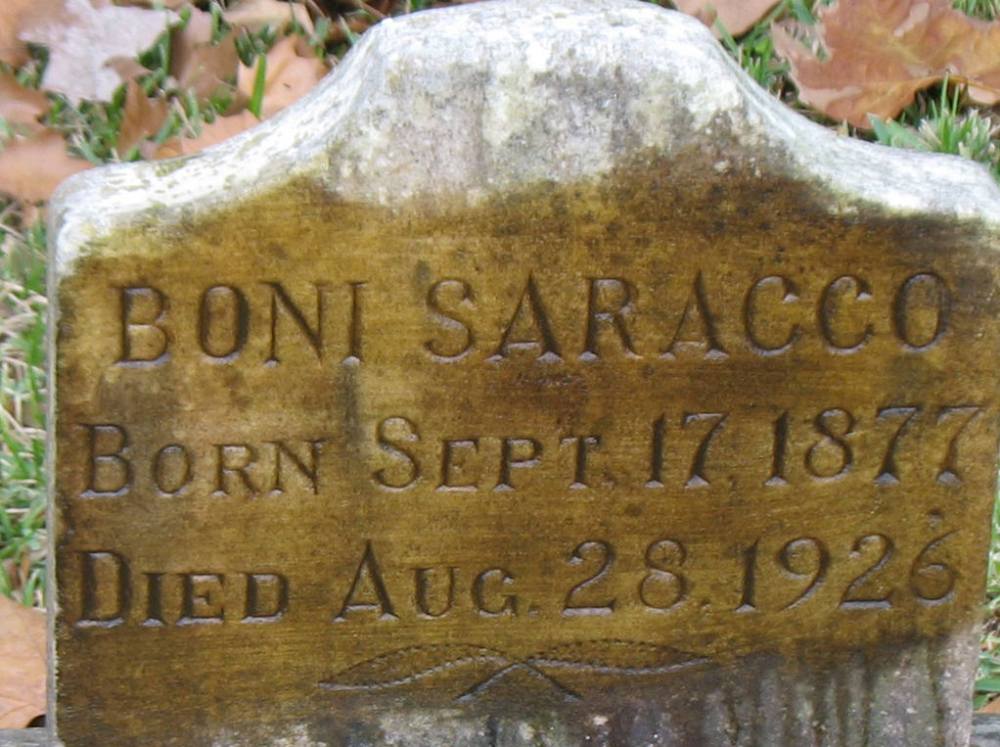 BONI SARACCO
BORN SEPT. 17, 1877
DIED AUG. 28, 1926